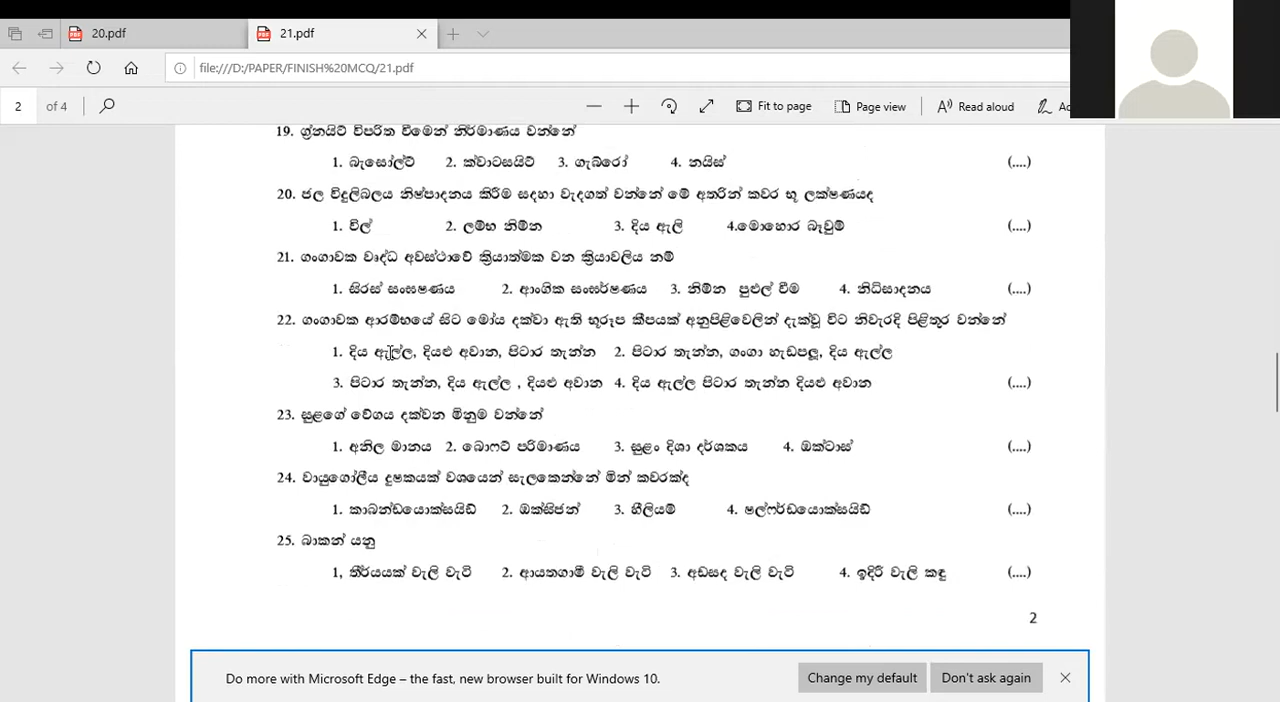 20.pdf 21.pdf
file:///D:/PAPER/FINISH%20MCQ/21.pdf
2 of 4 Fit to page Page view Read aloud
19. ග්‍රනයිට් විපරිත වීමෙන් නිර්මාණය වන්නේ
1. බැසෝල්ට් 2. ක්වාටසයිට් 3. ගැබ්රෝ 4. නයිස් (....)
20. ජල විදුලිබලය නිෂ්පාදනය කිරීම සඳහා වැදගත් වන්නේ මේ අතරින් කවර භූ ලක්ෂණයද
1. විල් 2. ලම්භ නිම්න 3. දිය ඇලි 4.මොහොර බෑවුම් (....)
21. ගංගාවක වෘද්ධ අවස්ථාවේ ක්‍රියාත්මක වන ක්‍රියාවලිය නම්
1. සිරස් සංඝෂණය 2. ආංගික සංඝර්ෂණය 3. නිම්න පුළුල් වීම 4. නිධිසාදනය (....)
22. ගංගාවක ආරම්භයේ සිට මෝය දක්වා ඇති භූරූප කීපයක් අනුපිළිවෙලින් දැක්වූ විට නිවැරදි පිළිතුර වන්නේ
1. දිය ඇල්ල, දියළු අවාන, පිටාර තැන්න 2. පිටාර තැන්න, ගංගා හැඩපලූ, දිය ඇල්ල
3. පිටාර තැන්න, දිය ඇල්ල , දියළු අවාන 4. දිය ඇල්ල පිටාර තැන්න දියළු අවාන (....)
23. සුළගේ වේගය දක්වන මිනුම වන්නේ
1. අනිල මානය 2. බොෆට් පරිමාණය 3. සුළං දිශා දර්ශකය 4. ඔක්ටාස් (....)
24. වායුගෝලීය දූෂකයක් වශයෙන් සැලකෙන්නේ මින් කවරක්ද
1. කාබන්ඩයොක්සයිඩ් 2. ඔක්සිජන් 3. හීලියම් 4. ෂල්ෆර්ඩයොක්සයිඩ් (....)
25. බාකන් යනු
1, තීර්යයක් වැලි වැටි 2. ආයතගාමී වැලි වැටි 3. අඩසඳ වැලි වැටි 4. ඉදිරි වැලි කඳු (....)
2
Do more with Microsoft Edge – the fast, new browser built for Windows 10. Change my default Don't ask again